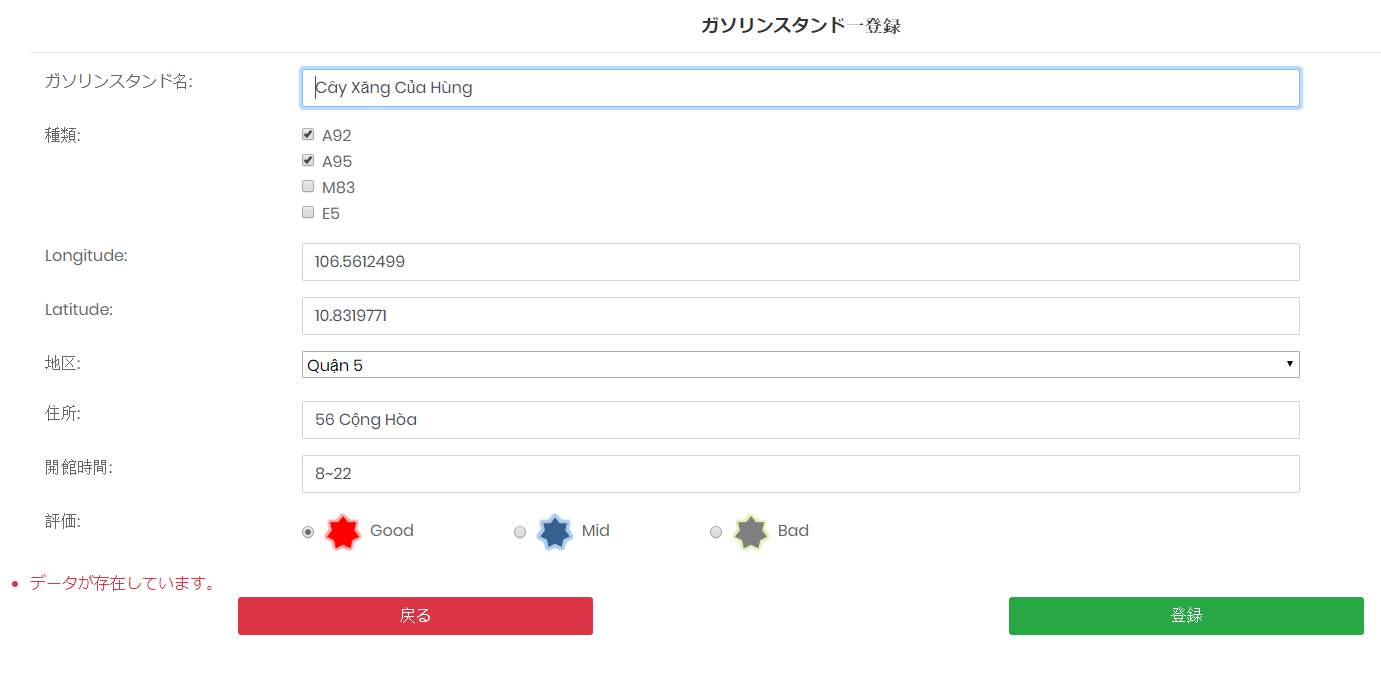 ガソリンスタンド一登録
ガソリンスタンド名:
Cây Xăng Của Hùng
種類:
A92
A95
M83
E5
Longitude:
106.5612499
Latitude:
10.8319771
地区:
Quận 5
住所:
56 Cộng Hòa
開館時間:
8~22
評価:
Good Mid Bad
データが存在しています。
戻る 登録